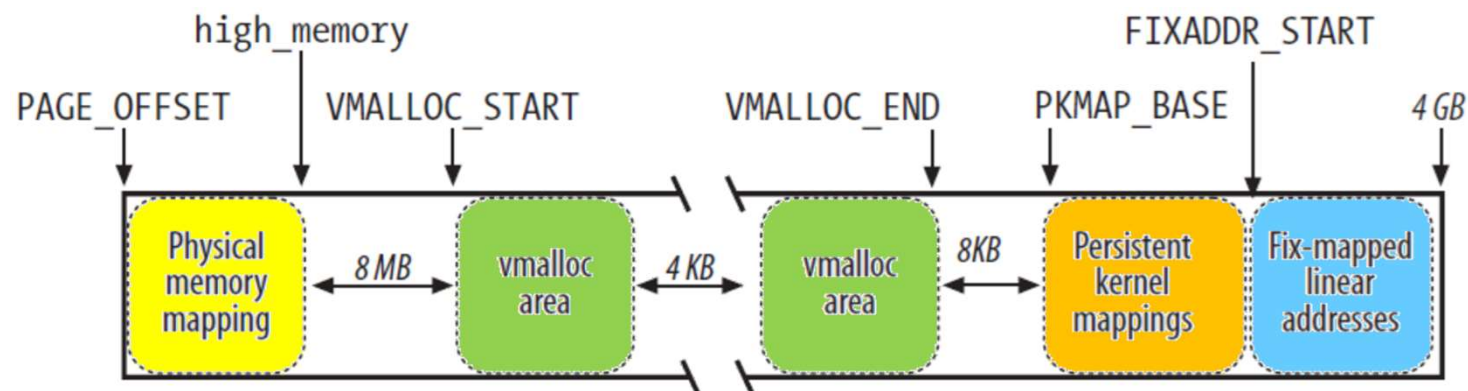 high_memory
FIXADDR_START
PAGE_OFFSET
VMALLOC_START
VMALLOC_END
PKMAP_BASE
4 GB
Physical
memory
mapping
8 MB
vmalloc
area
4 KB
vmalloc
area
8KB
Persistent
kernel
mappings
Fix-mapped
linear
addresses